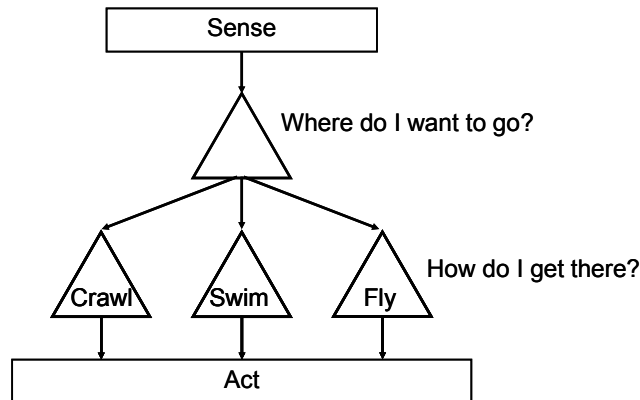 Sense
Where do I want to go?
How do I get there?
Crawl
Swim
Fly
Act